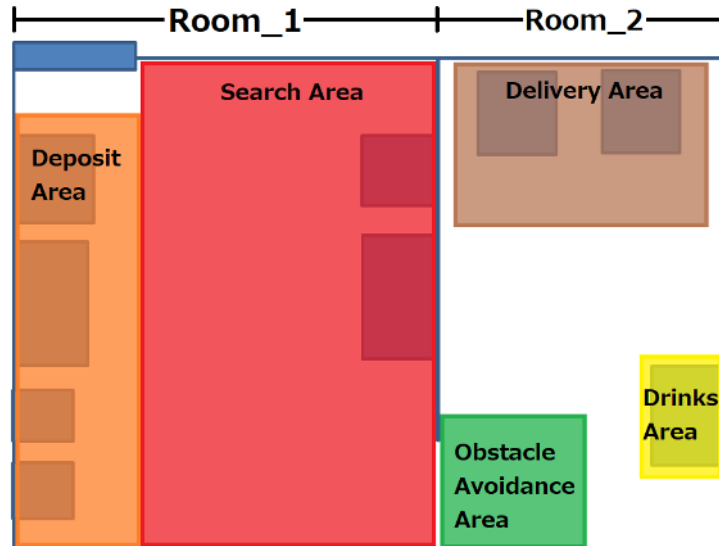 Room_1
Room_2
Search Area
Delivery Area
Deposit
Area
Drinks
Area
Obstacle
Avoidance
Area